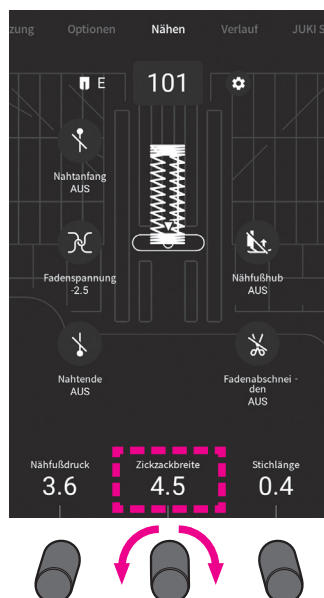 zung Optionen Nähen Verlauf JUKI S
E 101
Nahtanfang
AUS
Fadenspannung
-2.5
Nähfußhub
AUS
Nahtende
AUS
Fadenabschnei -
den
AUS
Nähfußdruck Zickzackbreite Stichlänge
3.6 4.5 0.4